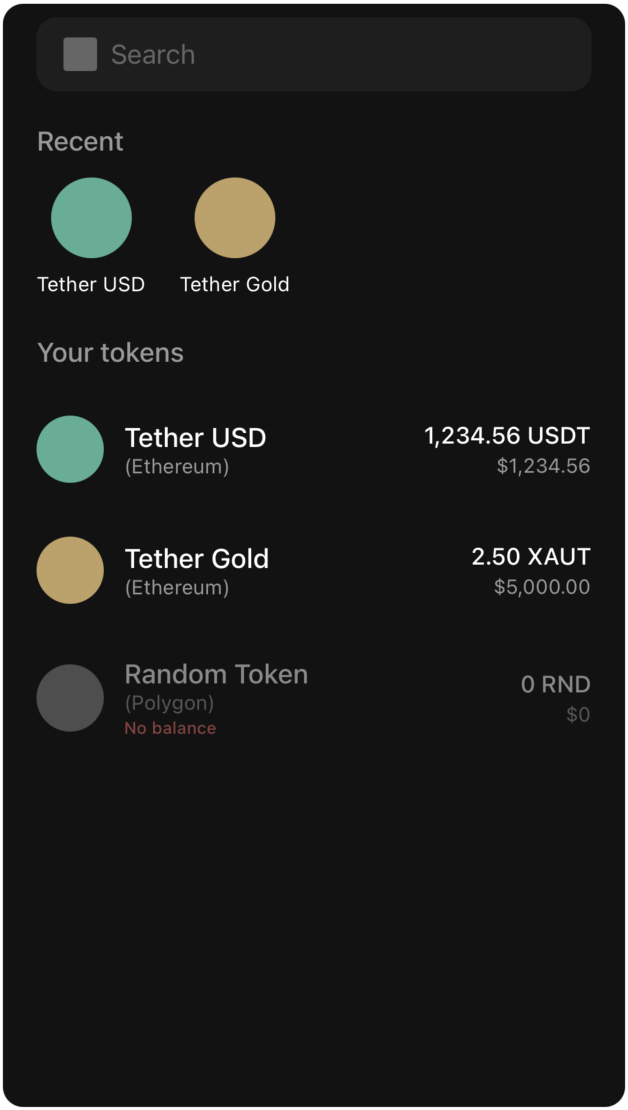 Search
Recent
Tether USD
Tether Gold
Your tokens
Tether USD
1,234.56 USDT
(Ethereum)
$1,234.56
Tether Gold
2.50 XAUT
(Ethereum)
$5,000.00
Random Token
0 RND
(Polygon)
$0
No balance